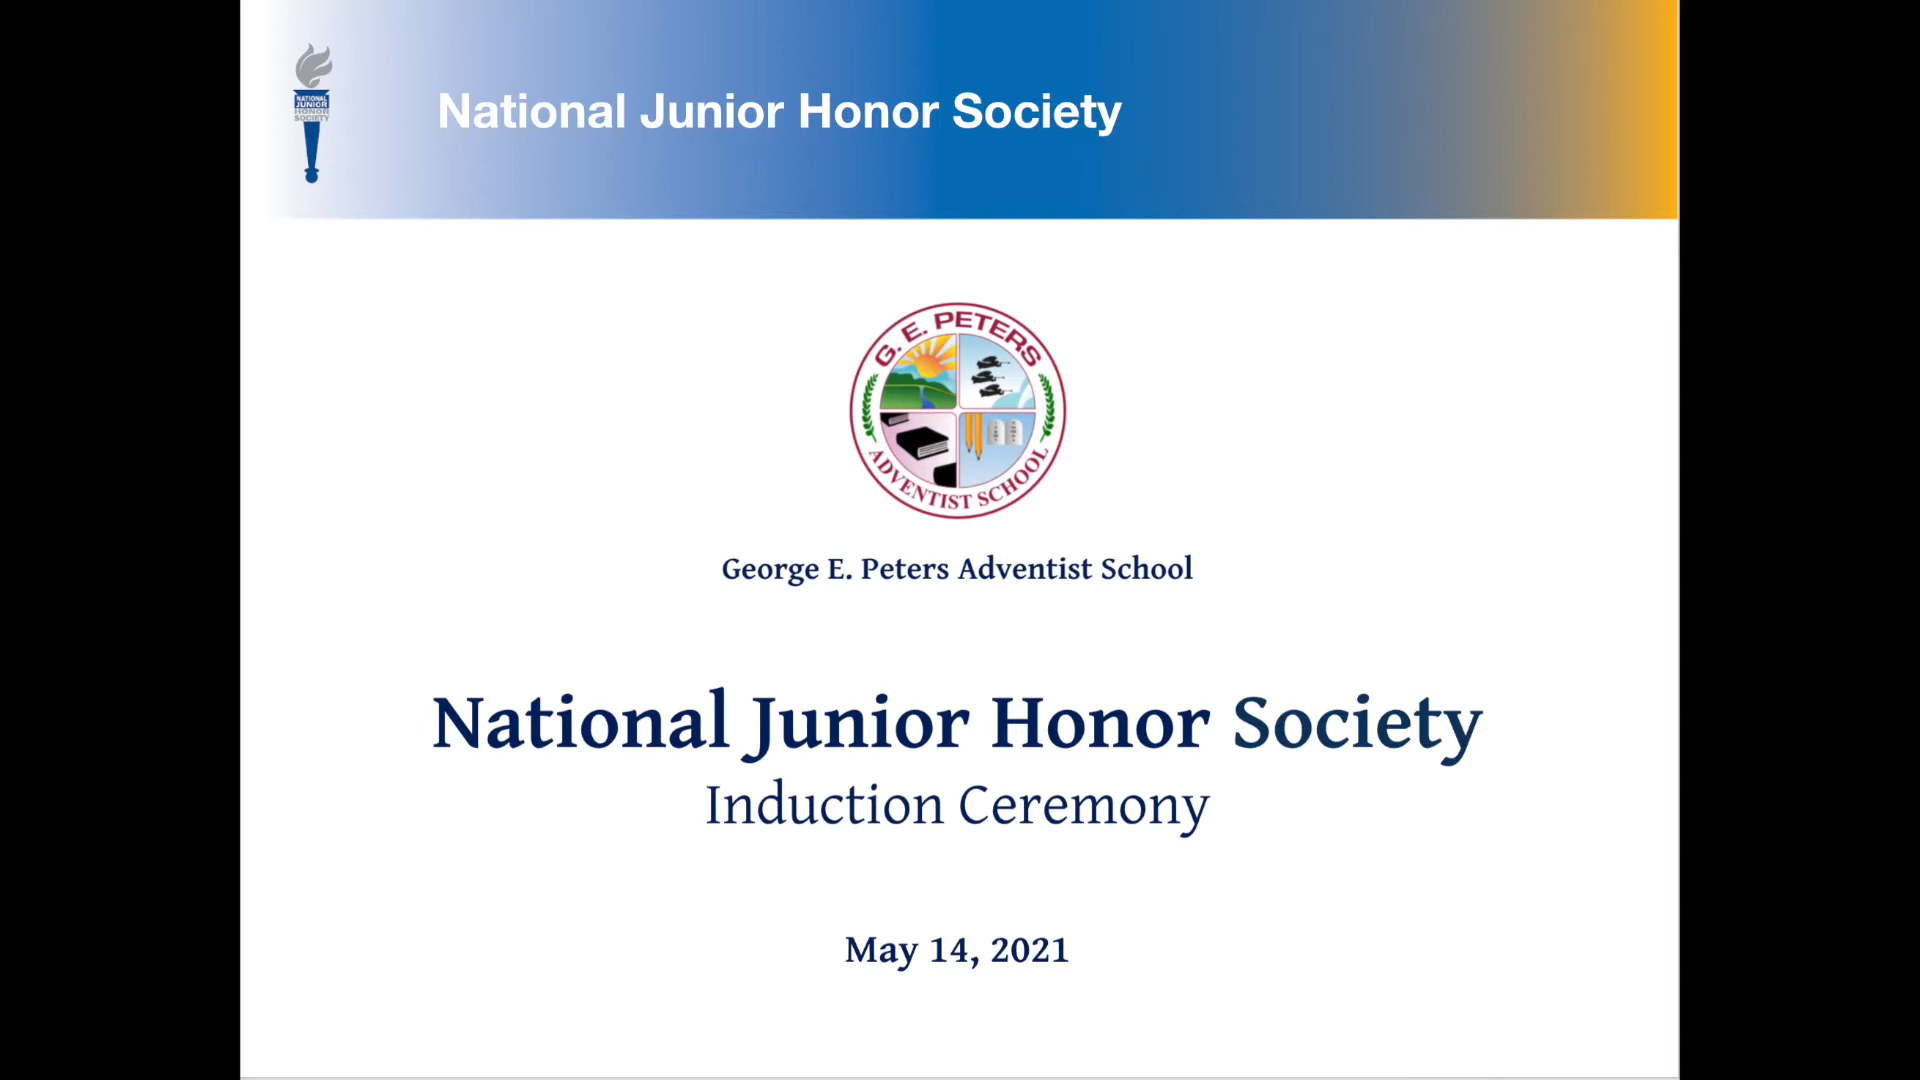 NATIONAL
JUNIOR
HONOR
SOCIETY
National Junior Honor Society
G. E. PETERS
ADVENTIST SCHOOL
George E. Peters Adventist School
National Junior Honor Society
Induction Ceremony
May 14, 2021